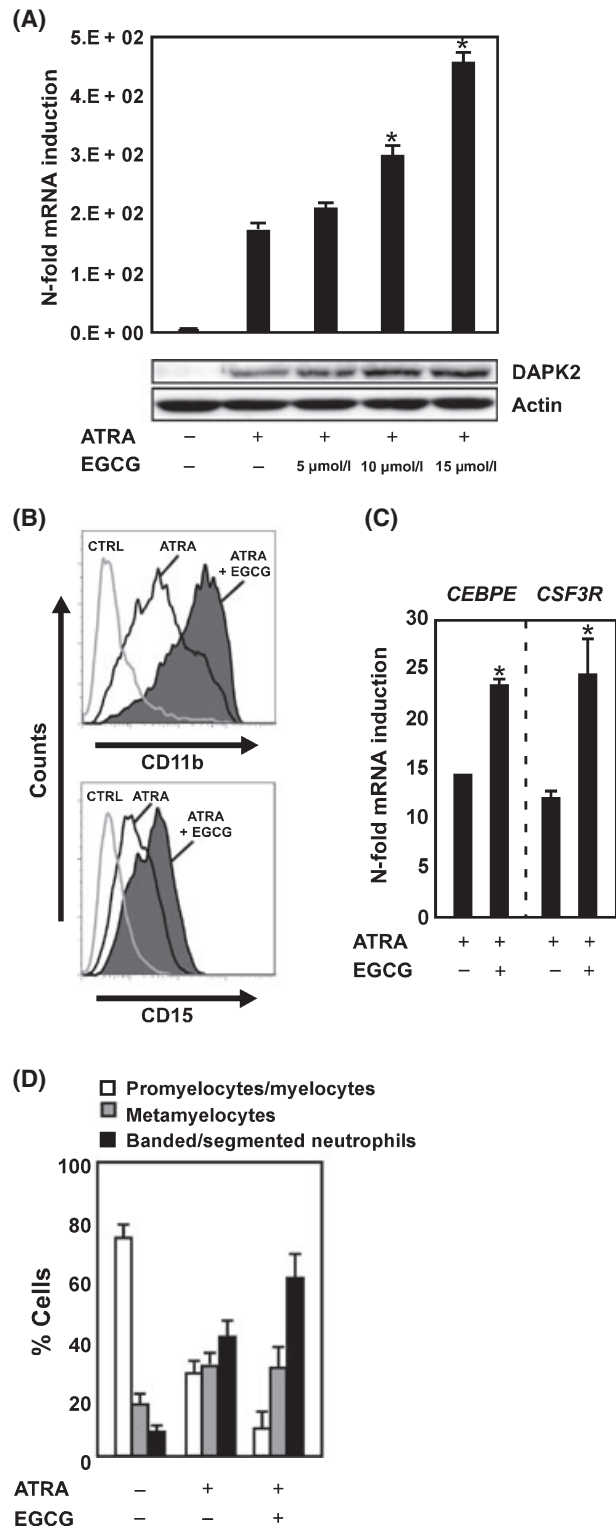 (A)
N-fold mRNA induction
5.E + 02
4.E + 02
3.E + 02
2.E + 02
1.E + 02
0.E + 00
* *
DAPK2
Actin
ATRA – + + + +
EGCG – – 5 µmol/l 10 µmol/l 15 µmol/l
(B)
Counts
CTRL ATRA ATRA
+ EGCG
CD11b
CTRL ATRA ATRA
+ EGCG
CD15
(C)
CEBPE CSF3R
N-fold mRNA induction
30
25
20
15
10
5
0
* *
ATRA + + + +
EGCG – + – +
(D)
Promyelocytes/myelocytes
Metamyelocytes
Banded/segmented neutrophils
% Cells
100
80
60
40
20
0
ATRA – + +
EGCG – – +